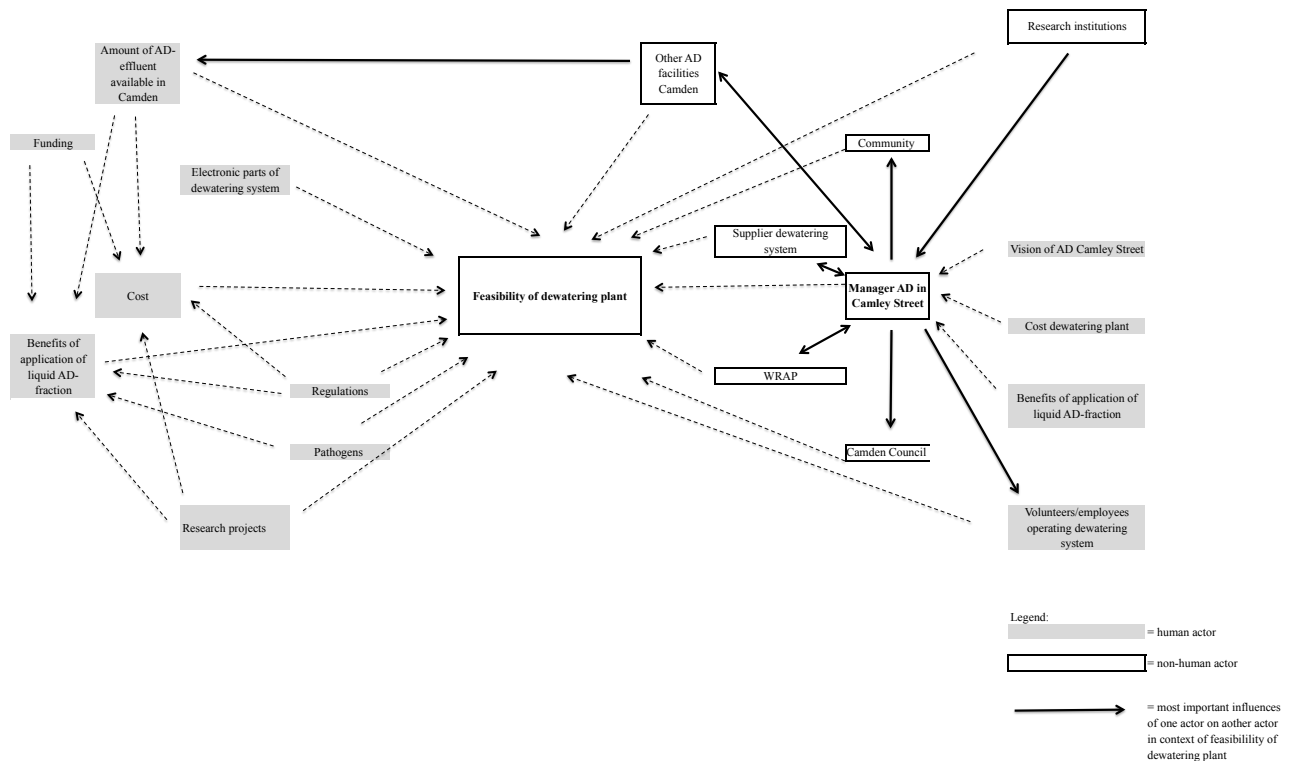 Research institutions
Amount of AD-
effluent
available in
Camden
Other AD
facilities
Camden
Funding
Community
Electronic parts of
dewatering system
Supplier dewatering
system
Vision of AD Camley Street
Cost
Feasibility of dewatering plant
Manager AD in
Camley Street
Cost dewatering plant
Benefits of
application of
liquid AD-
fraction
Regulations
WRAP
Benefits of application of
liquid AD-fraction
Pathogens
Camden Council
Research projects
Volunteers/employees
operating dewatering
system
Legend:
= human actor
= non-human actor
= most important influences
of one actor on aother actor
in context of feasibilility of
dewatering plant